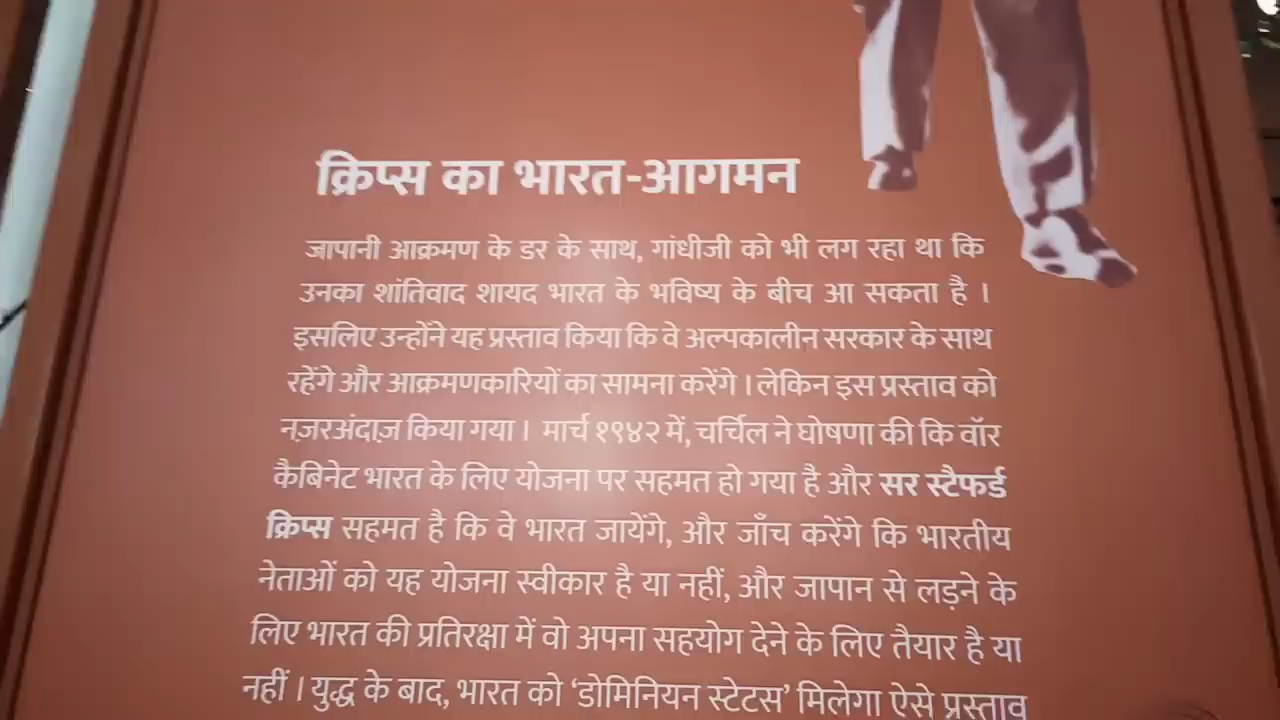 क्रिप्स का भारत-आगमन
जापानी आक्रमण के डर के साथ, गांधीजी को भी लग रहा था कि
उनका शांतिवाद शायद भारत के भविष्य के बीच आ सकता है ।
इसलिए उन्होंने यह प्रस्ताव किया कि वे अल्पकालीन सरकार के साथ
रहेंगे और आक्रमणकारियों का सामना करेंगे । लेकिन इस प्रस्ताव को
नज़रअंदाज़ किया गया । मार्च १९४२ में, चर्चिल ने घोषणा की कि वॉर
कैबिनेट भारत के लिए योजना पर सहमत हो गया है और सर स्टैफर्ड
क्रिप्स सहमत है कि वे भारत जायेंगे, और जाँच करेंगे कि भारतीय
नेताओं को यह योजना स्वीकार है या नहीं, और जापान से लड़ने के
लिए भारत की प्रतिरक्षा में वो अपना सहयोग देने के लिए तैयार है या
नहीं । युद्ध के बाद, भारत को ‘डोमिनियन स्टेटस’ मिलेगा ऐसे प्रस्ताव